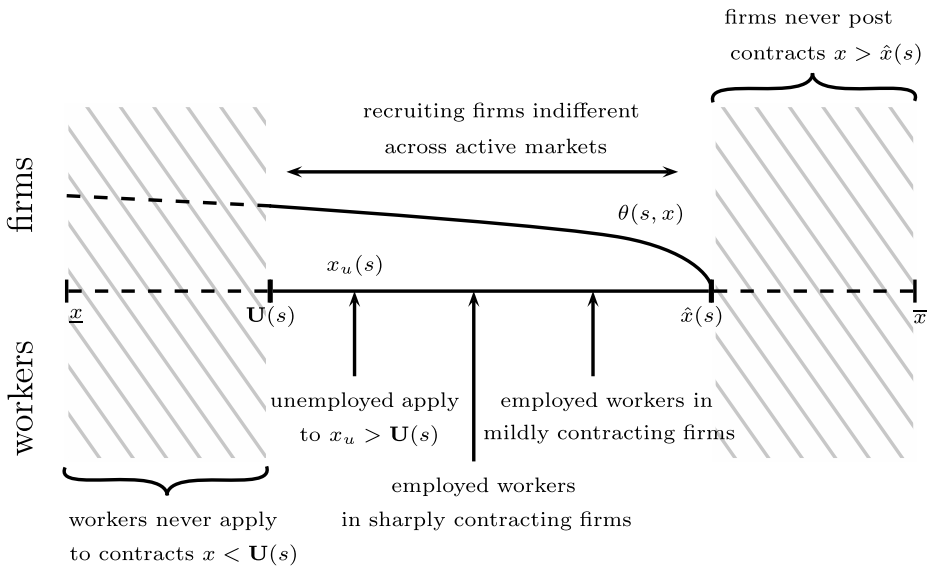 firms never post
contracts x > x̂(s)
recruiting firms indifferent
across active markets
firms
θ(s, x)
x_u(s)
x̲
U(s)
x̂(s)
x̅
workers
unemployed apply
to x_u > U(s)
employed workers in
mildly contracting firms
employed workers
in sharply contracting firms
workers never apply
to contracts x < U(s)